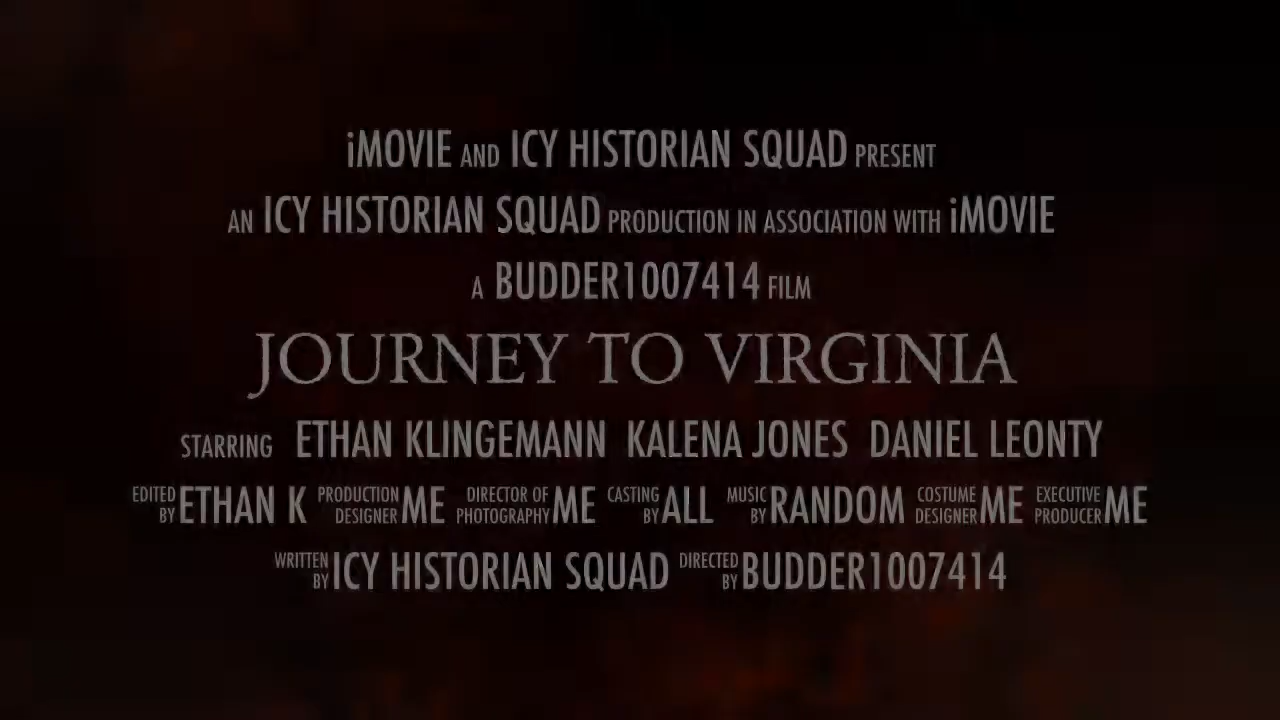 iMOVIE AND ICY HISTORIAN SQUAD PRESENT
AN ICY HISTORIAN SQUAD PRODUCTION IN ASSOCIATION WITH iMOVIE
A BUDDER1007414 FILM
JOURNEY TO VIRGINIA
STARRING ETHAN KLINGEMANN KALENA JONES DANIEL LEONTY
EDITED BY ETHAN K PRODUCTION DESIGNER ME DIRECTOR OF PHOTOGRAPHY ME CASTING BY ALL MUSIC BY RANDOM COSTUME DESIGNER ME EXECUTIVE PRODUCER ME
WRITTEN BY ICY HISTORIAN SQUAD DIRECTED BY BUDDER1007414